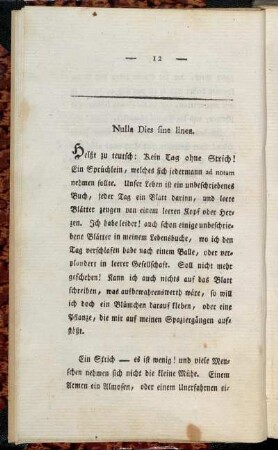 — 12 —
Nulla Dies sine linea.
Heißt zu teutsch: Kein Tag ohne Strich!
Ein Sprüchlein, welches sich jedermann ad notam
nehmen sollte. Unser Leben ist ein unbeschriebenes
Buch, jeder Tag ein Blatt darinn, und leere
Blätter zeugen von einem leeren Kopf oder Her-
zen. Ich habe leider! auch schon einige unbeschrie-
bene Blätter in meinem Lebensbuche, wo ich den
Tag verschlafen habe nach einem Balle, oder ver-
plaudert in leerer Gesellschaft. Soll nicht mehr
geschehen! Kann ich auch nichts auf das Blatt
schreiben, was aufbewahrenswerth wäre, so will
ich doch ein Blümchen darauf kleben, oder eine
Pflanze, die mir auf meinen Spaziergängen auf-
stößt.
Ein Strich — es ist wenig! und viele Men-
schen nehmen sich nicht die kleine Mühe. Einem
Armen ein Almosen, oder einem Unerfahrnen ei-